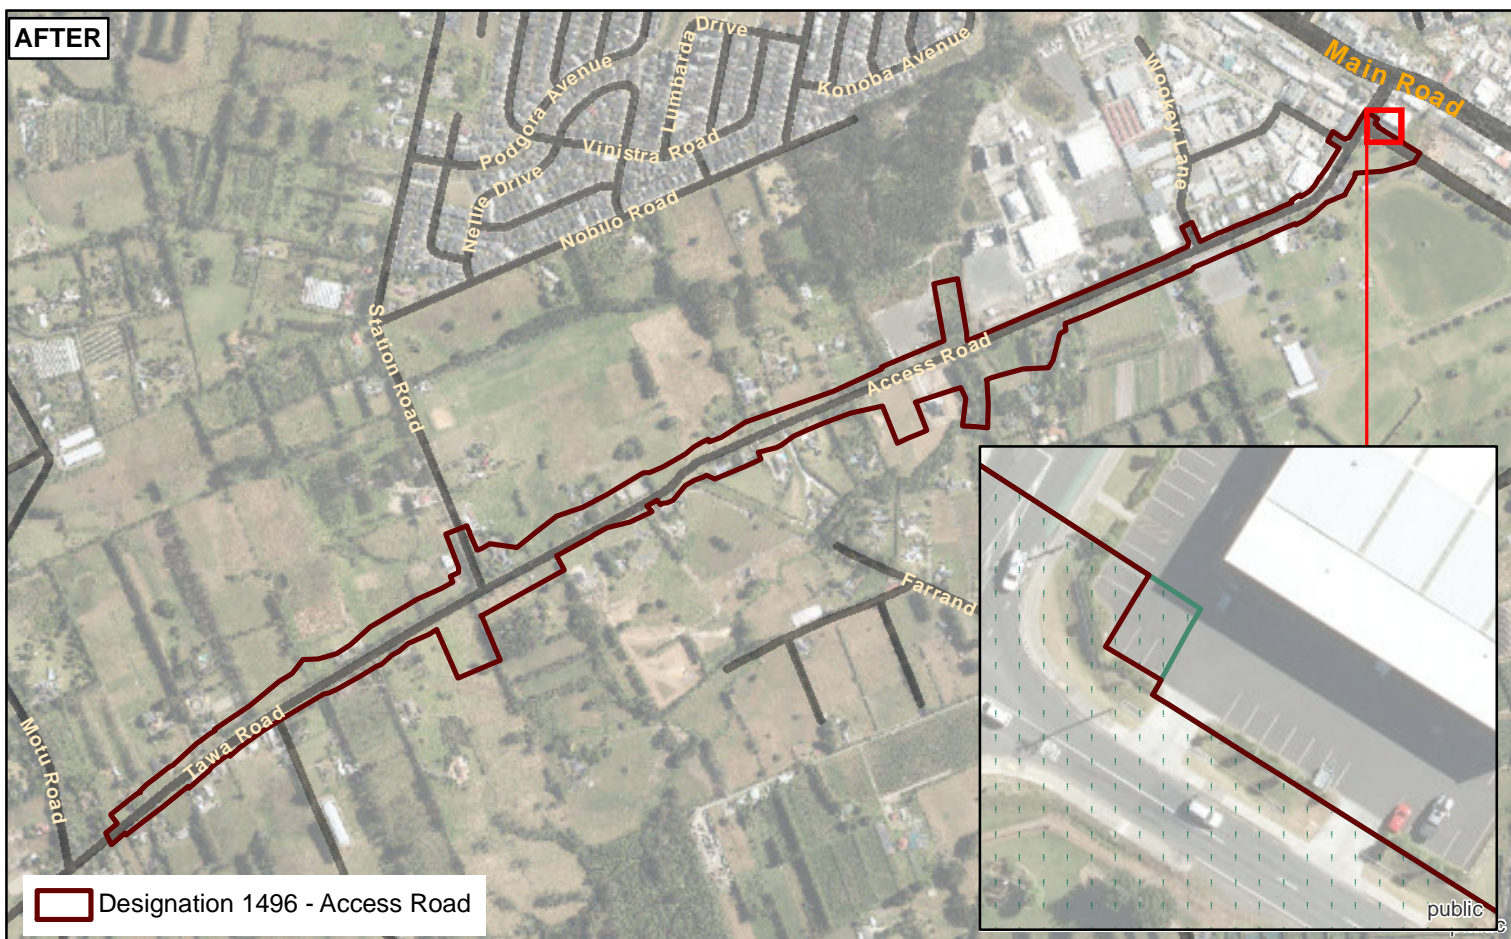 AFTER
Drive
Main Road
Lumbarda
Konoba Avenue
Podgora Avenue
Wookey Lane
Vinistra Road
Nellie Drive
Nobilo Road
Station Road
Access Road
Farrand
Tawa Road
Motu Road
Designation 1496 - Access Road
public